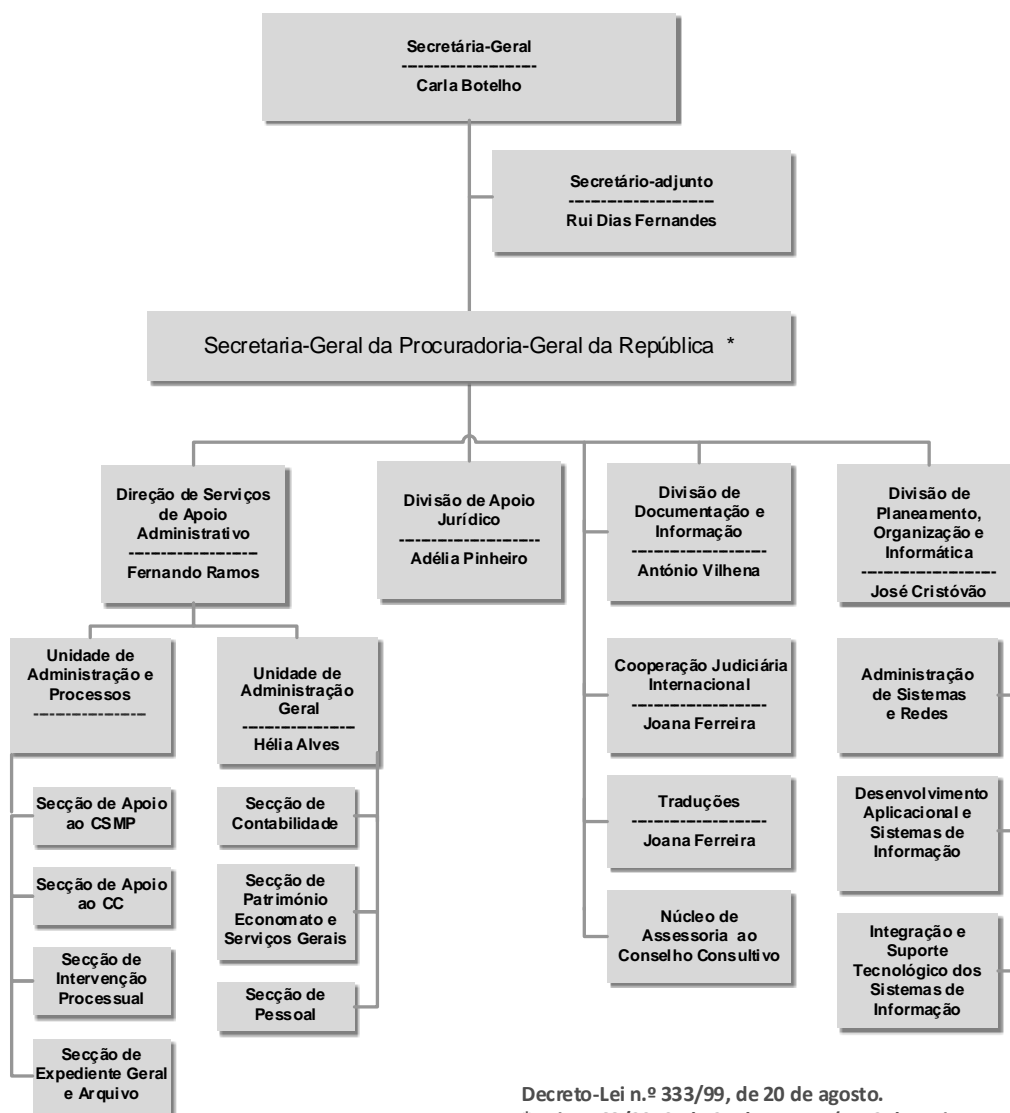 Secretária-Geral
------------------------
Carla Botelho
Secretário-adjunto
--------------------------
Rui Dias Fernandes
Secretaria-Geral da Procuradoria-Geral da República *
Direção de Serviços
de Apoio
Administrativo
-----------------------
Fernando Ramos
Divisão de Apoio
Jurídico
-------------------------
Adélia Pinheiro
Divisão de
Documentação e
Informação
------------------------
António Vilhena
Divisão de
Planeamento,
Organização e
Informática
------------------------
José Cristóvão
Unidade de
Administração e
Processos
--------------------
Unidade de
Administração
Geral
--------------------
Hélia Alves
Cooperação Judiciária
Internacional
------------------------
Joana Ferreira
Administração
de Sistemas
e Redes
Secção de Apoio
ao CSMP
Secção de
Contabilidade
Traduções
------------------------
Joana Ferreira
Desenvolvimento
Aplicacional e
Sistemas de
Informação
Secção de Apoio
ao CC
Secção de
Património
Economato e
Serviços Gerais
Núcleo de
Assessoria ao
Conselho Consultivo
Integração e
Suporte
Tecnológico dos
Sistemas de
Informação
Secção de
Intervenção
Processual
Secção de
Pessoal
Secção de
Expediente Geral
e Arquivo
Decreto-Lei n.º 333/99, de 20 de agosto.